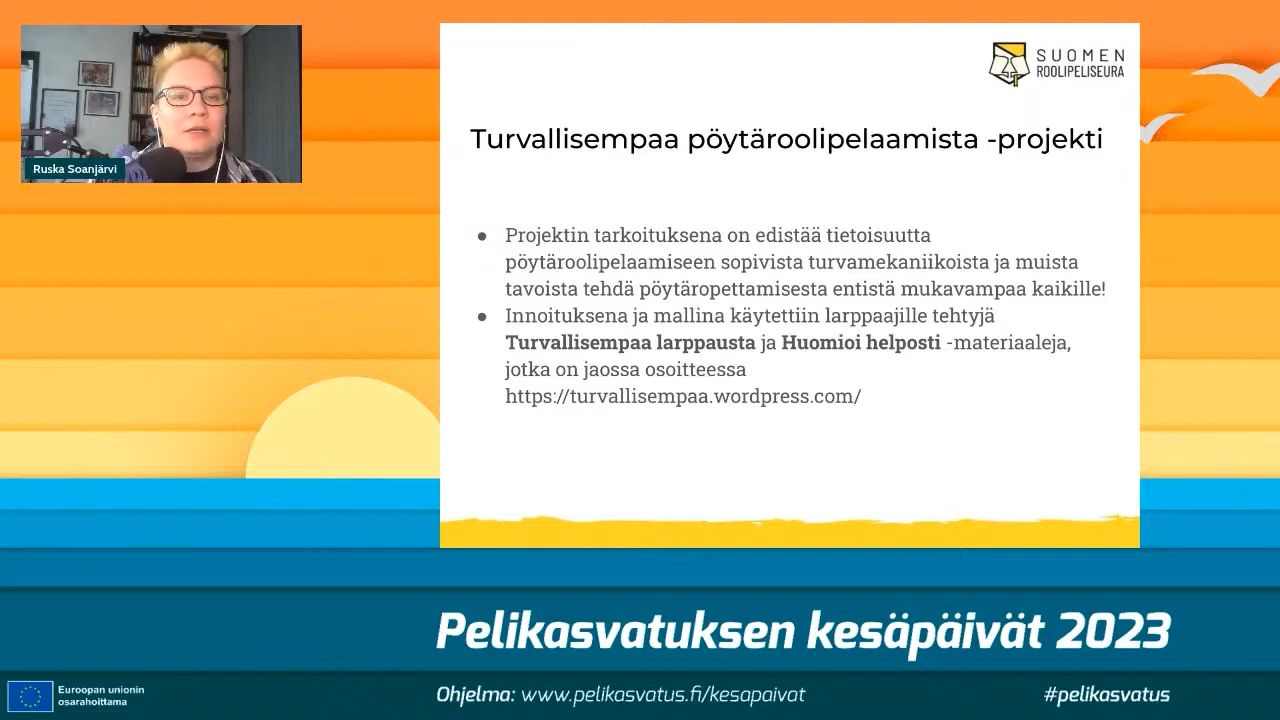 SUOMEN
ROOLIPELISEURA
Turvallisempaa pöytäroolipelaamista -projekti
Ruska Soanjärvi
● Projektin tarkoituksena on edistää tietoisuutta
pöytäroolipelaamiseen sopivista turvamekaniikoista ja muista
tavoista tehdä pöytäropettamisesta entistä mukavampaa kaikille!
● Innoituksena ja mallina käytettiin larppaajille tehtyjä
Turvallisempaa larppausta ja Huomioi helposti -materiaaleja,
jotka on jaossa osoitteessa
https://turvallisempaa.wordpress.com/
Pelikasvatuksen kesäpäivät 2023
Euroopan unionin
osarahoittama
Ohjelma: www.pelikasvatus.fi/kesapaivat
#pelikasvatus